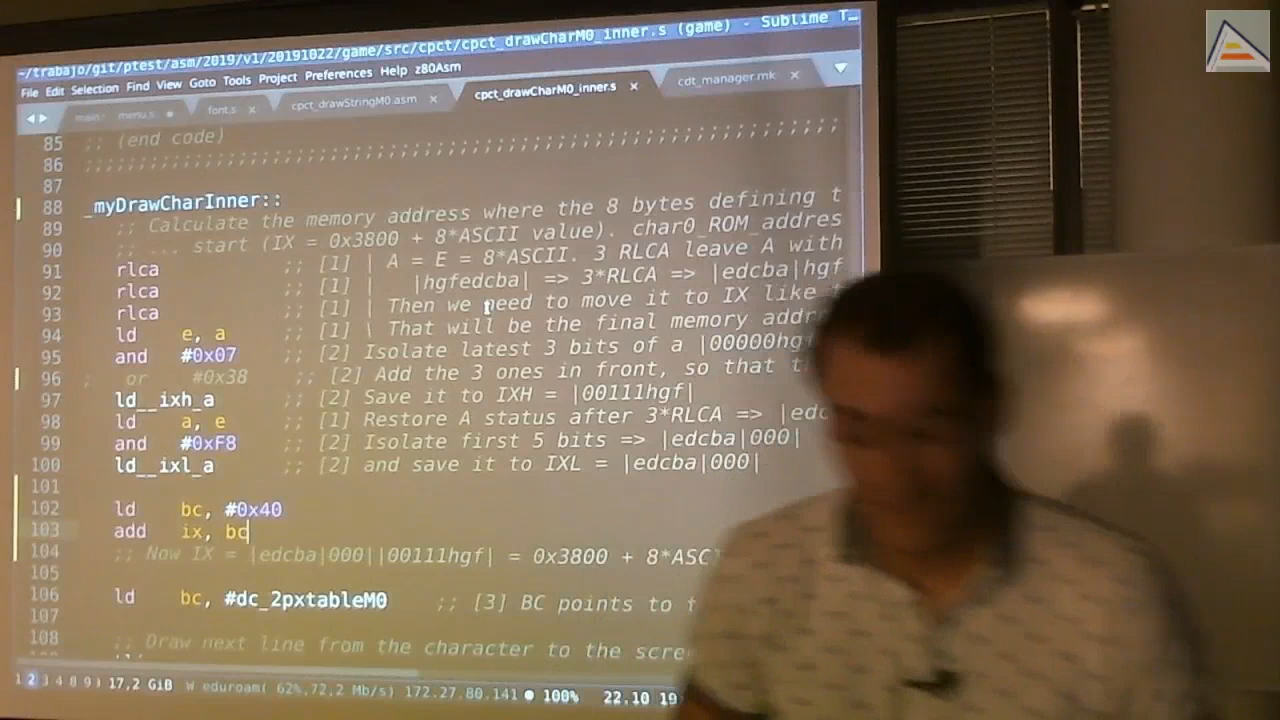 ~/trabajo/git/ptest/asm/2019/v1/20191022/game/src/cpct/cpct_drawCharM0_inner.s (game) - Sublime T…
File Edit Selection Find View Goto Tools Project Preferences Help z80Asm
main. menu.s font.s cpct_drawStringM0.asm cpct_drawCharM0_inner.s cdt_manager.mk
85 ;; (end code)
86 ;;;;;;;;;;;;;;;;;;;;;;;;;;;;;;;;;;;;;;;;;;;;;;;;;;;;;;;;;;
87
88 _myDrawCharInner::
89 ;; Calculate the memory address where the 8 bytes defining t
90 ;; ... start (IX = 0x3800 + 8*ASCII value). char0_ROM_addres
91 rlca ;; [1] | A = E = 8*ASCII. 3 RLCA leave A with
92 rlca ;; [1] | |hgfedcba| => 3*RLCA => |edcba|hgf
93 rlca ;; [1] | Then we need to move it to IX like
94 ld e, a ;; [1] \ That will be the final memory addr
95 and #0x07 ;; [2] Isolate latest 3 bits of a |00000hg
96 ; or #0x38 ;; [2] Add the 3 ones in front, so that
97 ld__ixh_a ;; [2] Save it to IXH = |00111hgf|
98 ld a, e ;; [1] Restore A status after 3*RLCA => |edc
99 and #0xF8 ;; [2] Isolate first 5 bits => |edcba|000|
100 ld__ixl_a ;; [2] and save it to IXL = |edcba|000|
101
102 ld bc, #0x40
103 add ix, bc
104 ;; Now IX = |edcba|000||00111hgf| = 0x3800 + 8*ASC
105
106 ld bc, #dc_2pxtableM0 ;; [3] BC points to t
107
108 ;; Draw next line from the character to the scre
1 2 3 4 8 9 17,2 GiB W eduroam( 62%,72,2 Mb/s) 172.27.80.141 100% 22.10 19